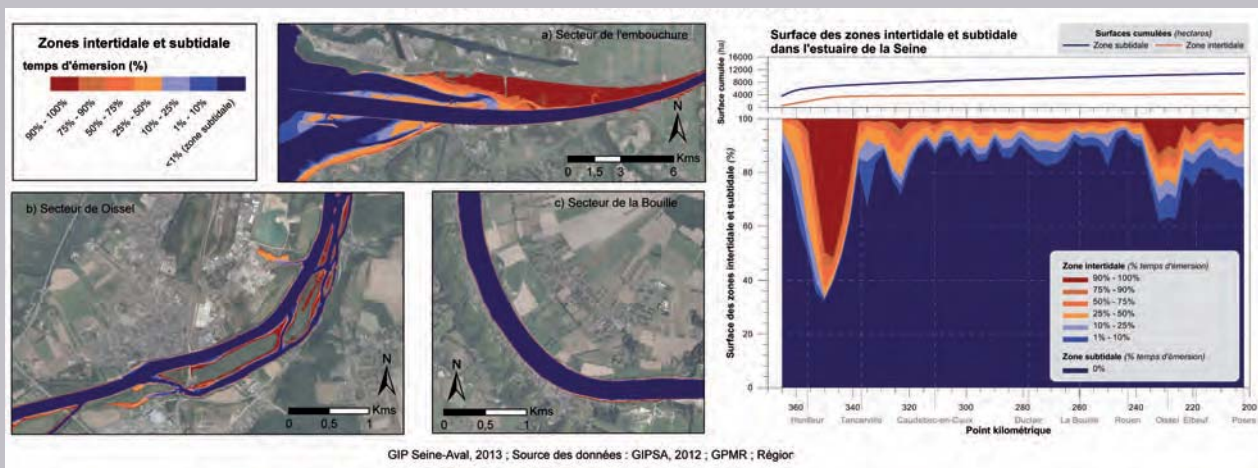 Zones intertidale et subtidale
temps d'émersion (%)
90% - 100%
75% - 90%
50% - 75%
25% - 50%
10% - 25%
1% - 10%
<1% (zone subtidale)
a) Secteur de l'embouchure
N
Kms
0 1.5 3 6
b) Secteur de Oissel
N
Kms
0 0.5 1
c) Secteur de la Bouille
N
Kms
0 0.5 1
Surface des zones intertidale et subtidale
dans l'estuaire de la Seine
Surfaces cumulées (hectares)
Zone subtidale
Zone intertidale
Surface cumulée (ha)
16000
12000
8000
4000
0
Surface des zones intertidale et subtidale (%)
100
80
60
40
20
0
Zone intertidale (% temps d'émersion)
90% - 100%
75% - 90%
50% - 75%
25% - 50%
10% - 25%
1% - 10%
Zone subtidale (% temps d'émersion)
0%
360 340 320 300 280 260 240 220 200
Honfleur Tancarville Caudebec-en-Caux Duclair La Bouille Rouen Oissel Elbeuf Poses
Point kilométrique
GIP Seine-Aval, 2013 ; Source des données : GIPSA, 2012 ; GPMR ; Région